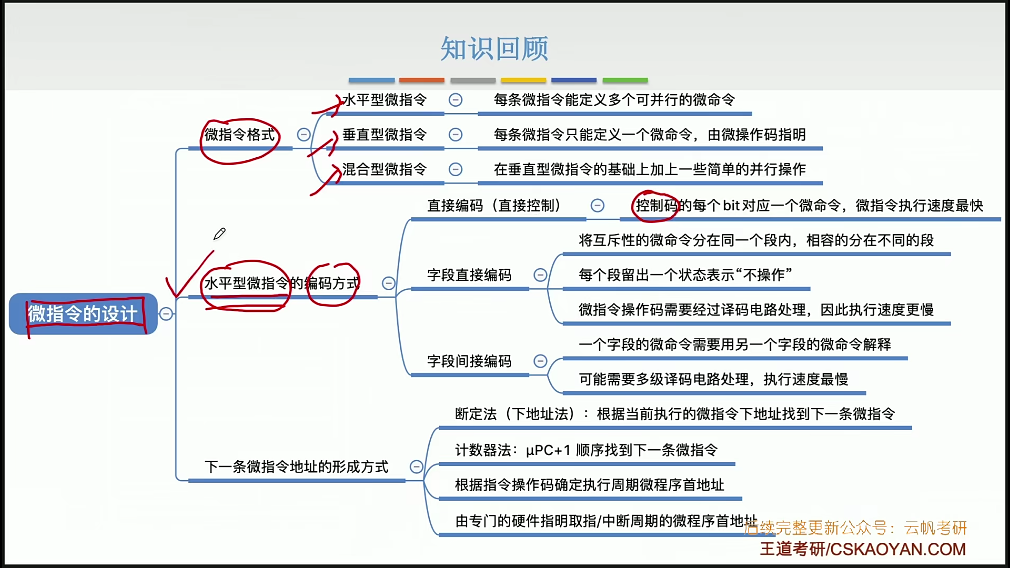 知识回顾
微指令的设计
微指令格式
水平型微指令
每条微指令能定义多个可并行的微命令
垂直型微指令
每条微指令只能定义一个微命令，由微操作码指明
混合型微指令
在垂直型微指令的基础上加上一些简单的并行操作
水平型微指令的编码方式
直接编码（直接控制）
控制码的每个bit对应一个微命令，微指令执行速度最快
字段直接编码
将互斥性的微命令分在同一个段内，相容的分在不同的段
每个段留出一个状态表示“不操作”
微指令操作码需要经过译码电路处理，因此执行速度更慢
字段间接编码
一个字段的微命令需要用另一个字段的微命令解释
可能需要多级译码电路处理，执行速度最慢
下一条微指令地址的形成方式
断定法（下地址法）：根据当前执行的微指令下地址找到下一条微指令
计数器法：μPC+1 顺序找到下一条微指令
根据指令操作码确定执行周期微程序首地址
由专门的硬件指明取指/中断周期的微程序首地址
后续完整更新公众号：云帆考研
王道考研/CSKAOYAN.COM